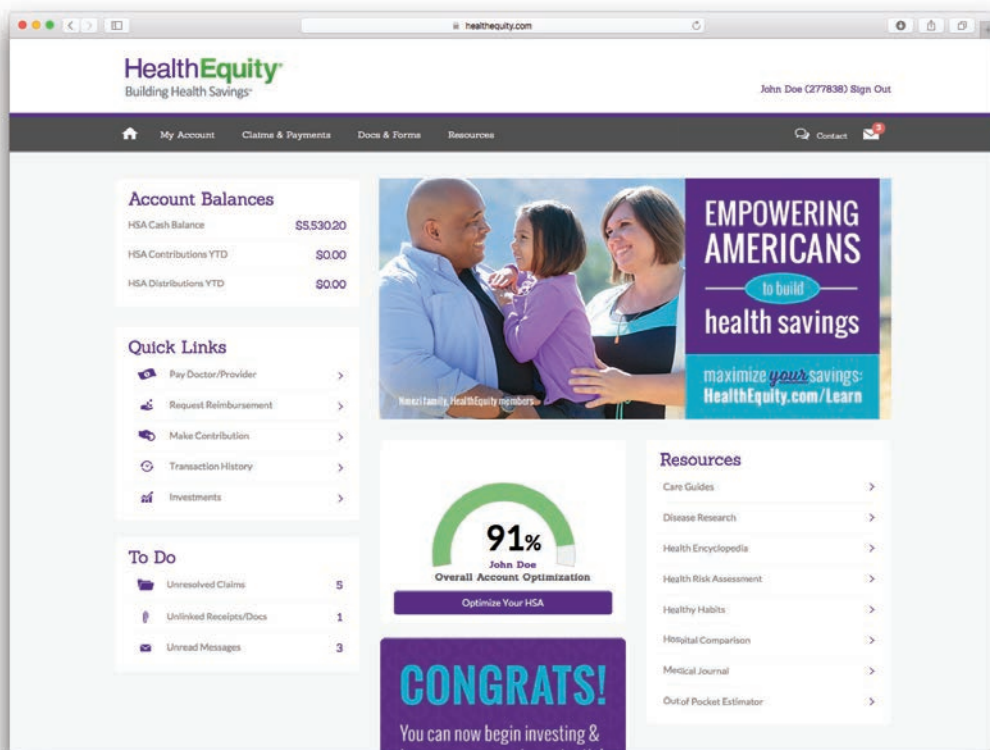 healthequity.com
HealthEquity®
Building Health Savings®
John Doe (277838) Sign Out
My Account Claims & Payments Docs & Forms Resources Contact 3
Account Balances
HSA Cash Balance $5,530.20
HSA Contributions YTD $0.00
HSA Distributions YTD $0.00
Quick Links
Pay Doctor/Provider
Request Reimbursement
Make Contribution
Transaction History
Investments
To Do
Unresolved Claims 5
Unlinked Receipts/Docs 1
Unread Messages 3
family, HealthEquity members
EMPOWERING
AMERICANS
to build
health savings
maximize your savings:
HealthEquity.com/Learn
91%
John Doe
Overall Account Optimization
Optimize Your HSA
CONGRATS!
You can now begin investing &
Resources
Care Guides
Disease Research
Health Encyclopedia
Health Risk Assessment
Healthy Habits
Hospital Comparison
Medical Journal
Out of Pocket Estimator